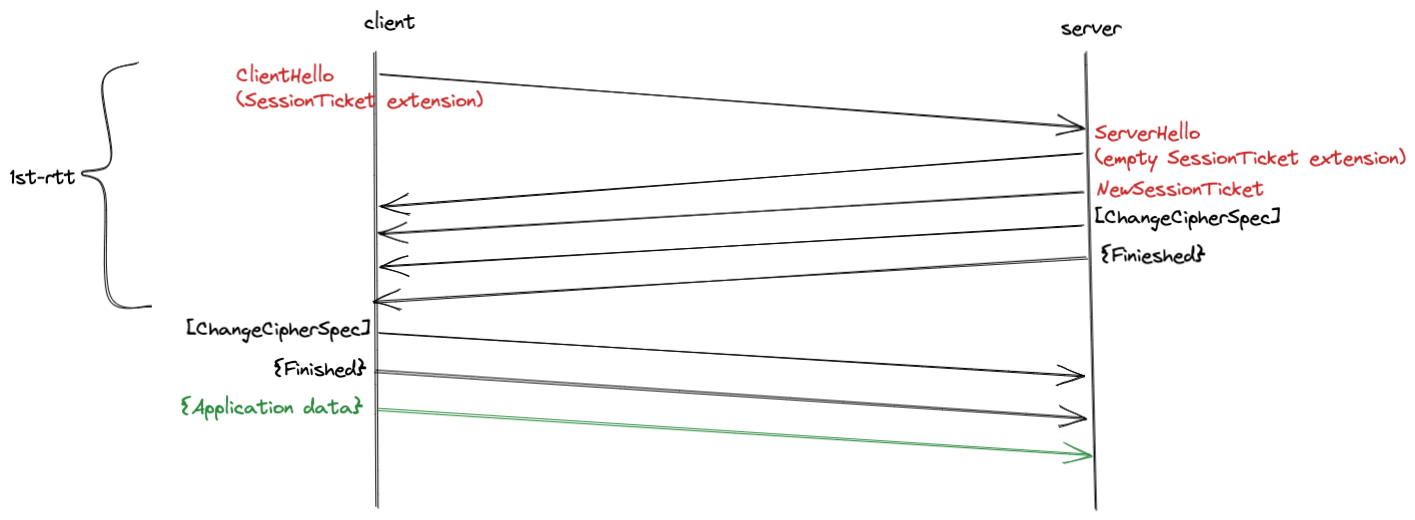 client
server
ClientHello
(SessionTicket extension)
ServerHello
(empty SessionTicket extension)
1st-rtt
NewSessionTicket
[ChangeCipherSpec]
{Finieshed}
[ChangeCipherSpec]
{Finished}
{Application data}